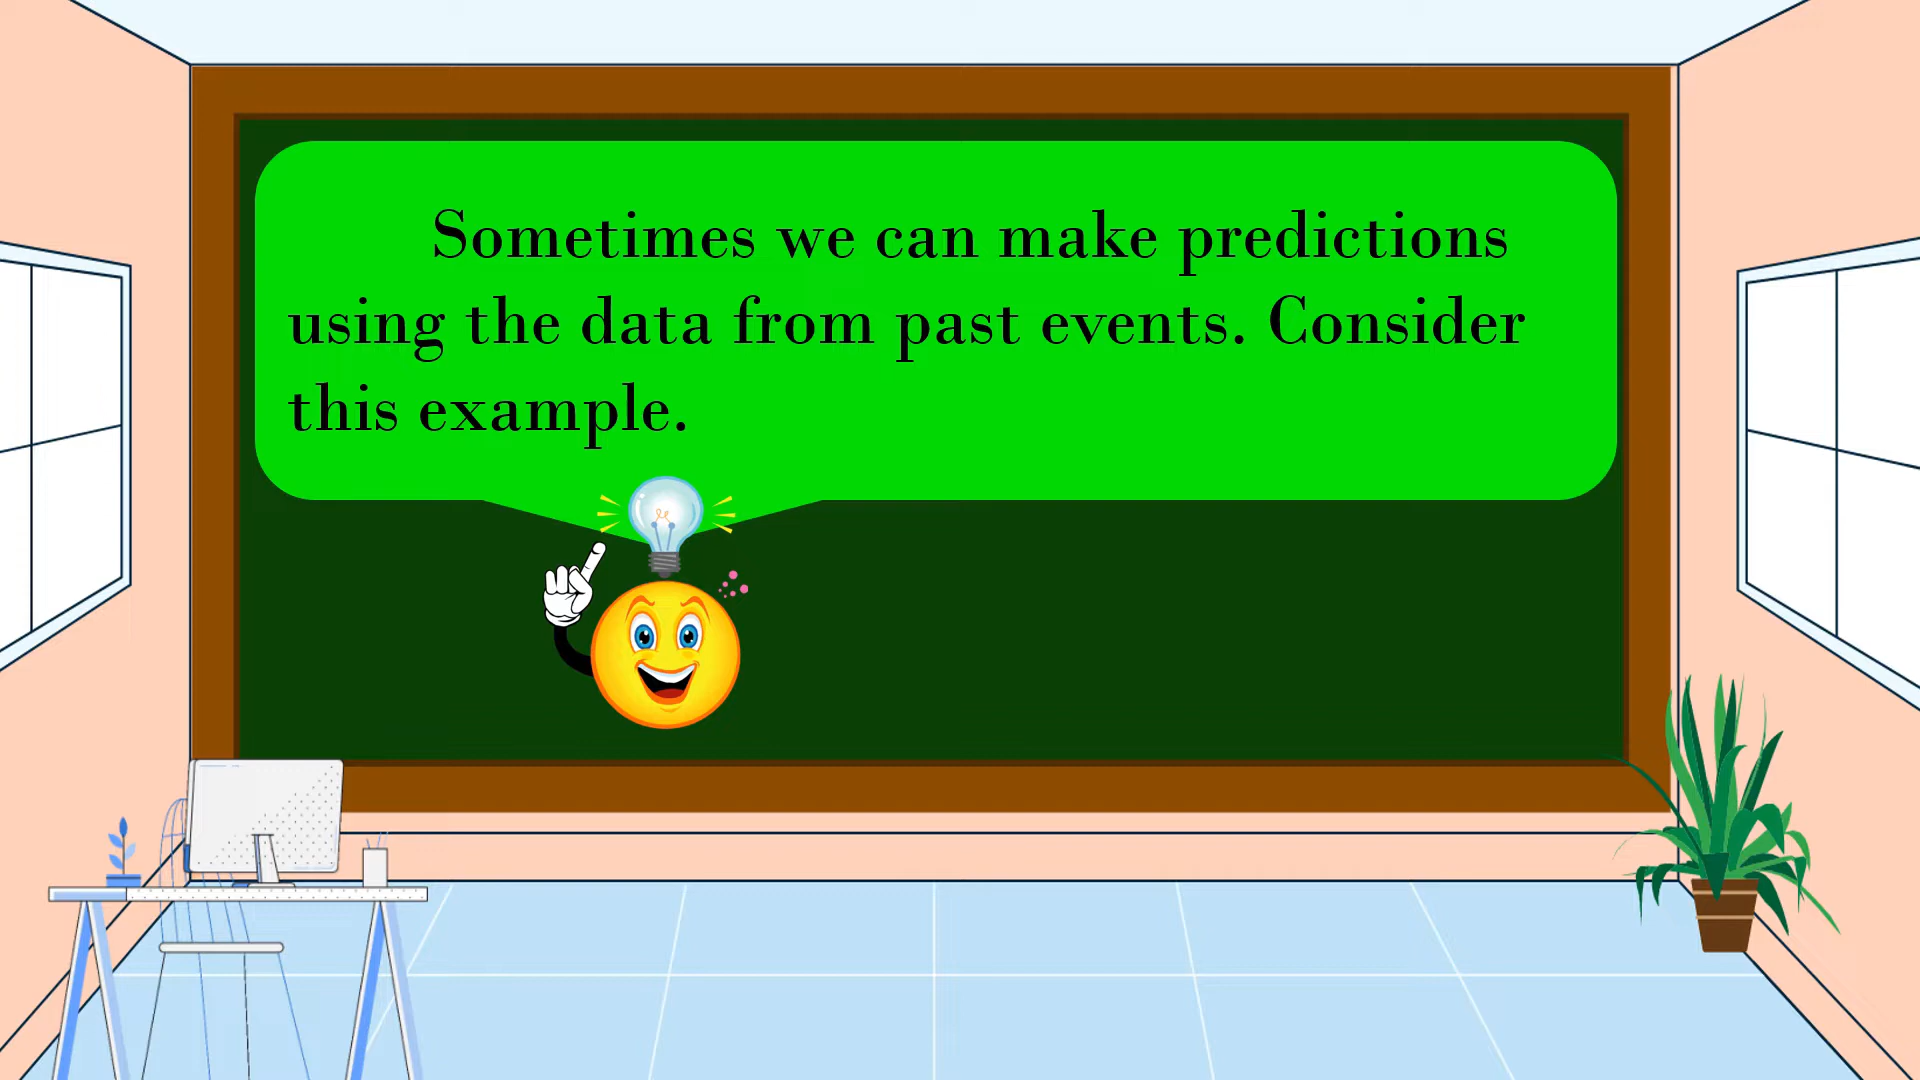 Sometimes we can make predictions
using the data from past events. Consider
this example.